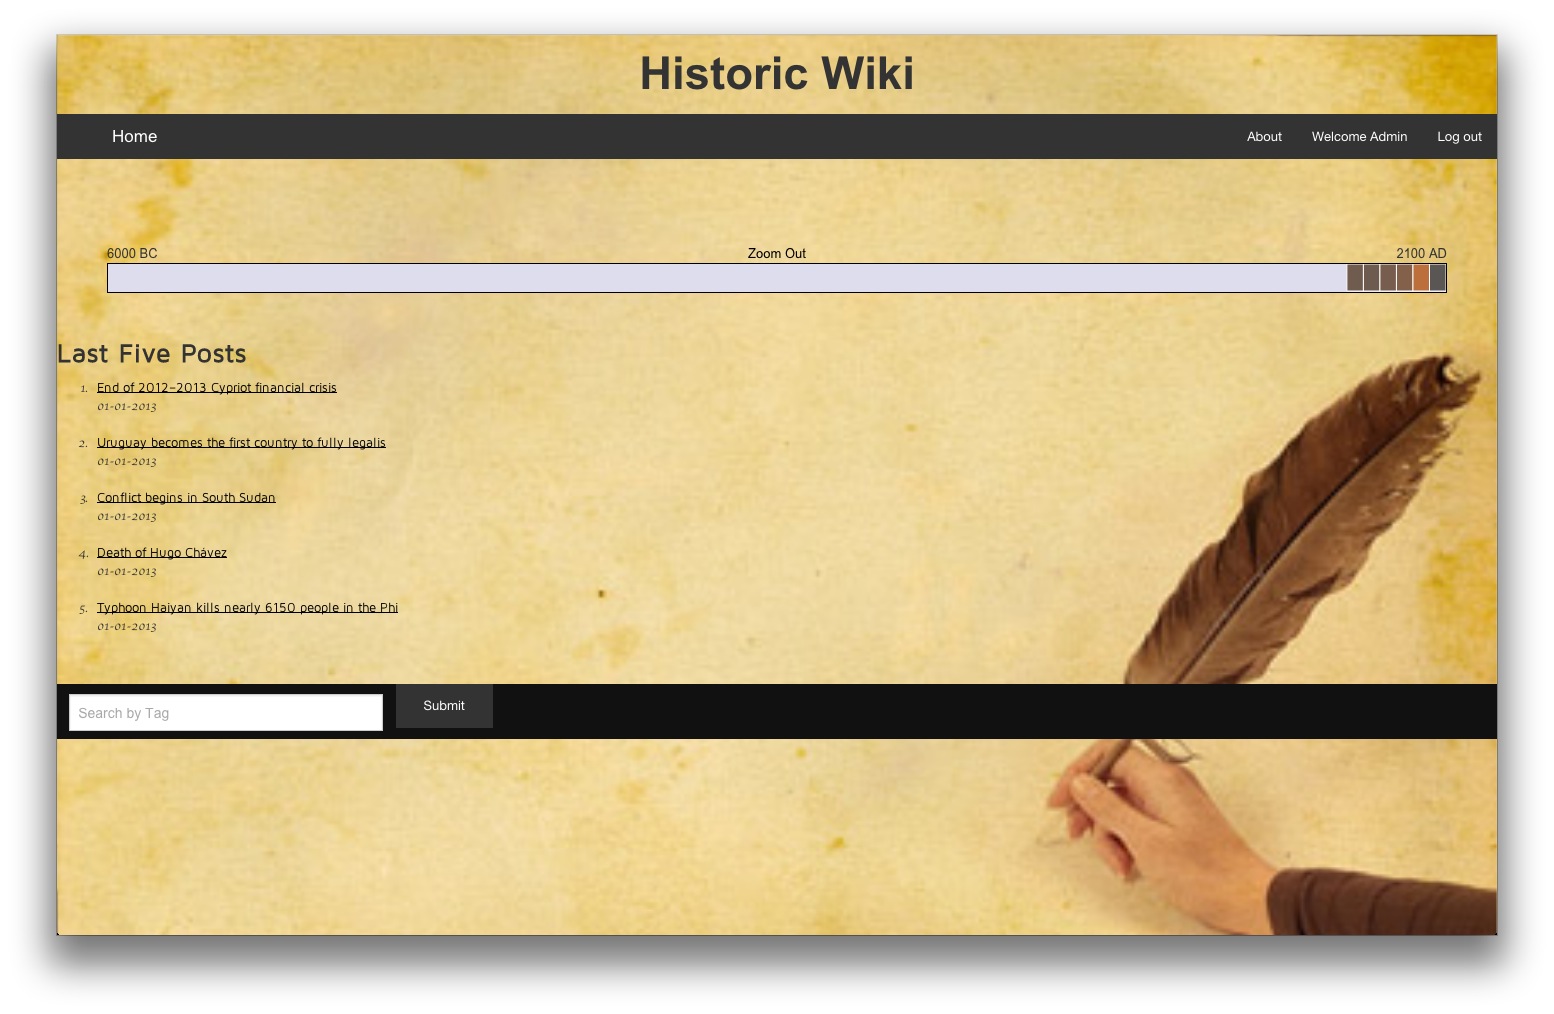 Historic Wiki
Home About Welcome Admin Log out
6000 BC Zoom Out 2100 AD
Last Five Posts
1. End of 2012–2013 Cypriot financial crisis
01-01-2013
2. Uruguay becomes the first country to fully legalis
01-01-2013
3. Conflict begins in South Sudan
01-01-2013
4. Death of Hugo Chávez
01-01-2013
5. Typhoon Haiyan kills nearly 6150 people in the Phi
01-01-2013
Search by Tag Submit